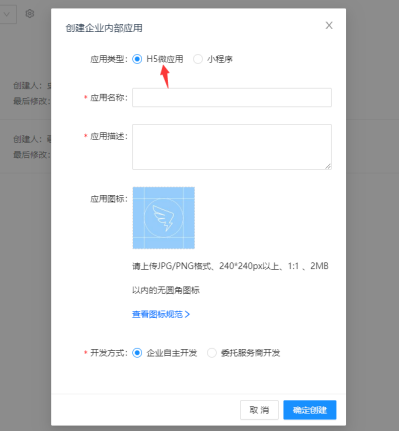 创建企业内部应用
应用类型: H5微应用 小程序
* 应用名称:
* 应用描述:
应用图标:
请上传JPG/PNG格式、240*240px以上、1:1 、2MB
以内的无圆角图标
查看图标规范 >
* 开发方式: 企业自主开发 委托服务商开发
取 消 确定创建
创建人:
最后修改:
创建人:
最后修改: